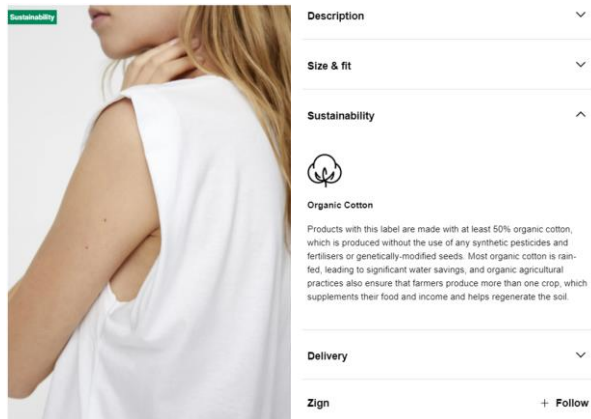 Sustainability
Description
Size & fit
Sustainability
Organic Cotton
Products with this label are made with at least 50% organic cotton,
which is produced without the use of any synthetic pesticides and
fertilisers or genetically-modified seeds. Most organic cotton is rain-
fed, leading to significant water savings, and organic agricultural
practices also ensure that farmers produce more than one crop, which
supplements their food and income and helps regenerate the soil.
Delivery
Zign
+ Follow